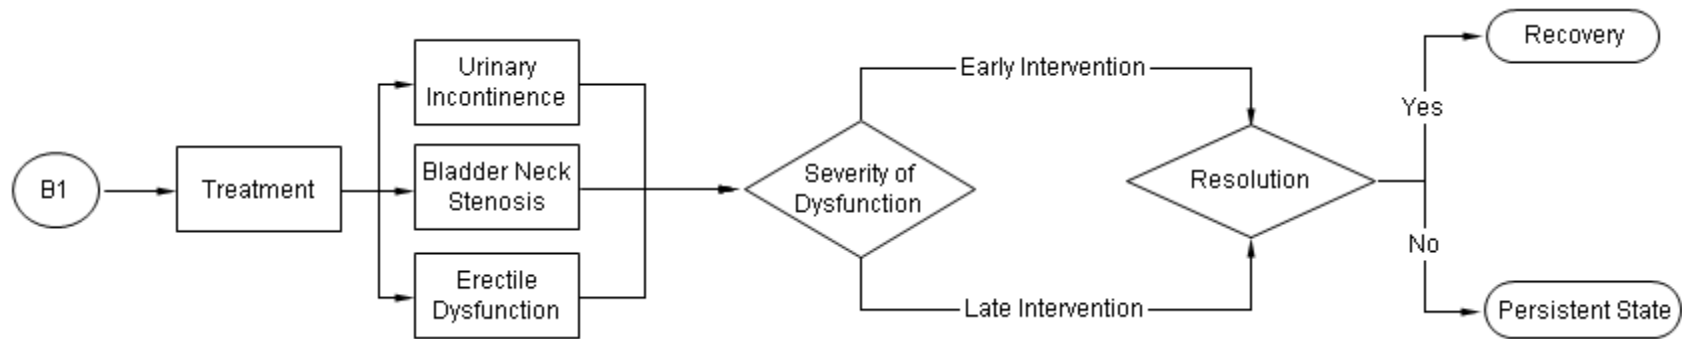 B1
Treatment
Urinary
Incontinence
Bladder Neck
Stenosis
Erectile
Dysfunction
Severity of
Dysfunction
Early Intervention
Late Intervention
Resolution
Yes
No
Recovery
Persistent State